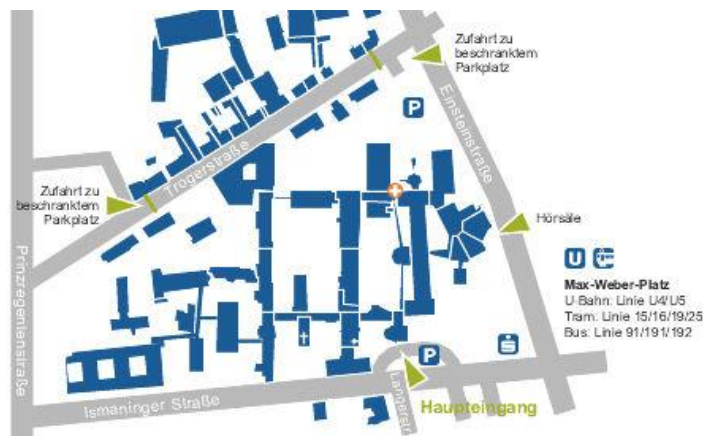 Zufahrt zu
beschranktem
Parkplatz
P
Einsteinstraße
Trogerstraße
Zufahrt zu
beschranktem
Parkplatz
Hörsäle
Prinzregentenstraße
U
Max-Weber-Platz
U-Bahn: Linie U4/U5
Tram: Linie 15/16/19/25
Bus: Linie 91/191/192
P
Ismaninger Straße
Langerstr.
Haupteingang